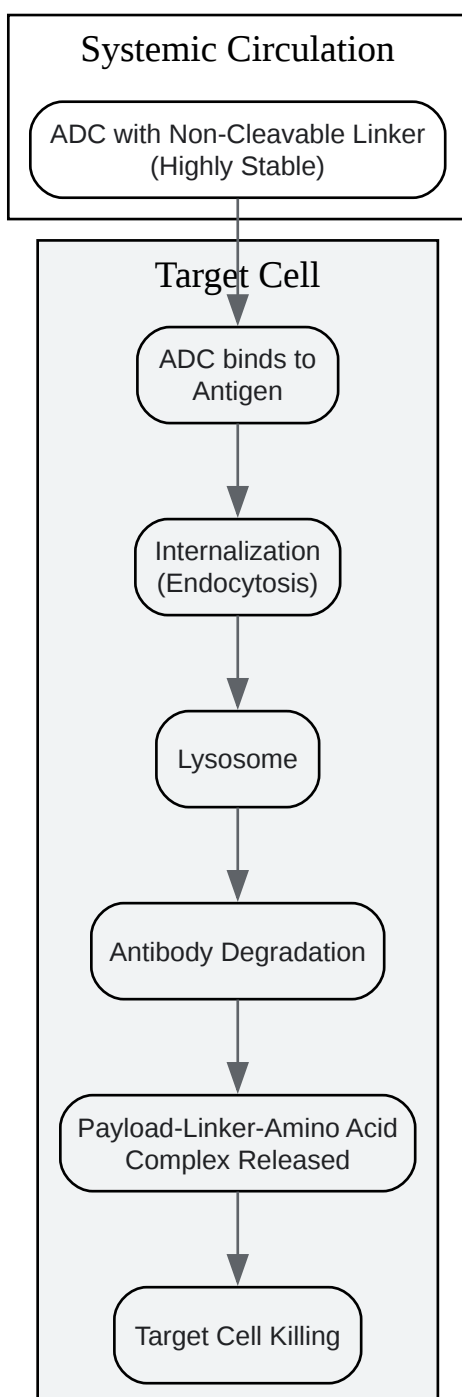 Systemic Circulation
ADC with Non-Cleavable Linker
(Highly Stable)
Target Cell
ADC binds to
Antigen
Internalization
(Endocytosis)
Lysosome
Antibody Degradation
Payload-Linker-Amino Acid
Complex Released
Target Cell Killing